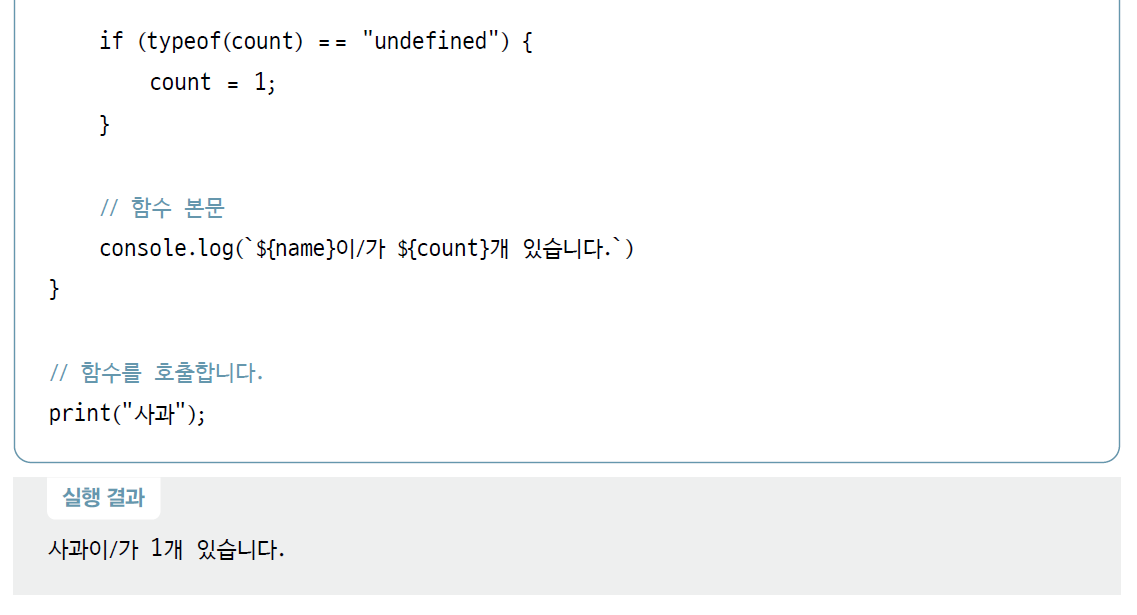 if (typeof(count) == "undefined") {
count = 1;
}
// 함수 본문
console.log(`${name}이/가 ${count}개 있습니다.`)
}
// 함수를 호출합니다.
print("사과");
실행 결과
사과이/가 1개 있습니다.